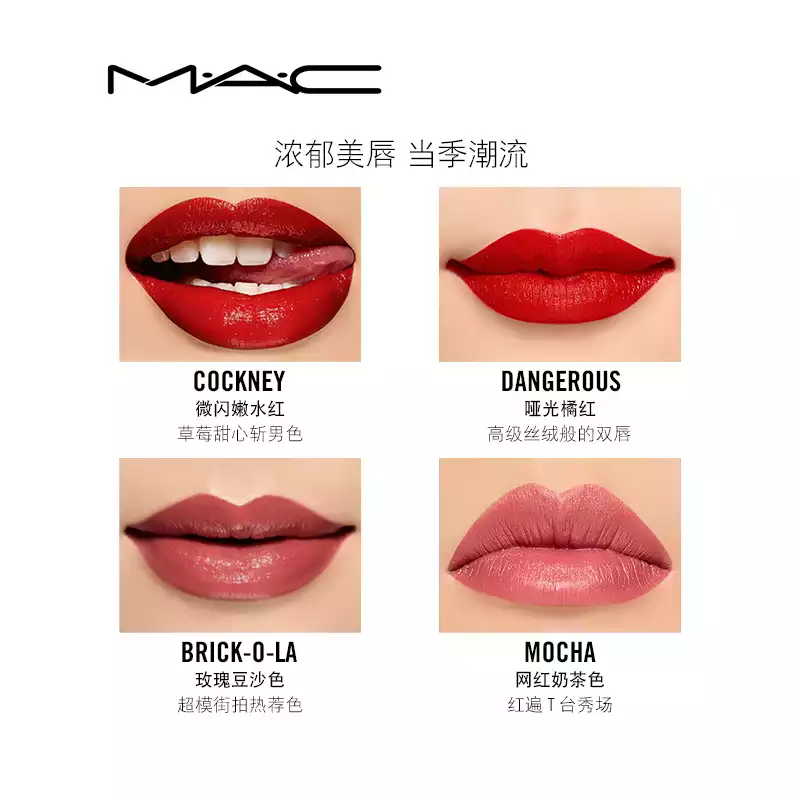 M·A·C
浓郁美唇 当季潮流
COCKNEY
微闪嫩水红
草莓甜心斩男色
DANGEROUS
哑光橘红
高级丝绒般的双唇
BRICK-O-LA
玫瑰豆沙色
超模街拍热荐色
MOCHA
网红奶茶色
红遍T台秀场